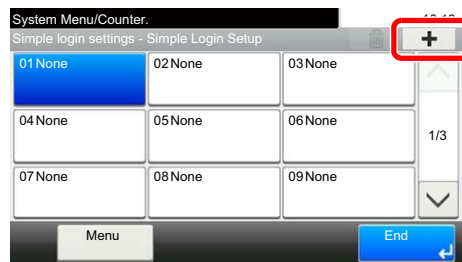 System Menu/Counter.
Simple login settings - Simple Login Setup
+
01 None
02 None
03 None
04 None
05 None
06 None
1/3
07 None
08 None
09 None
Menu
End